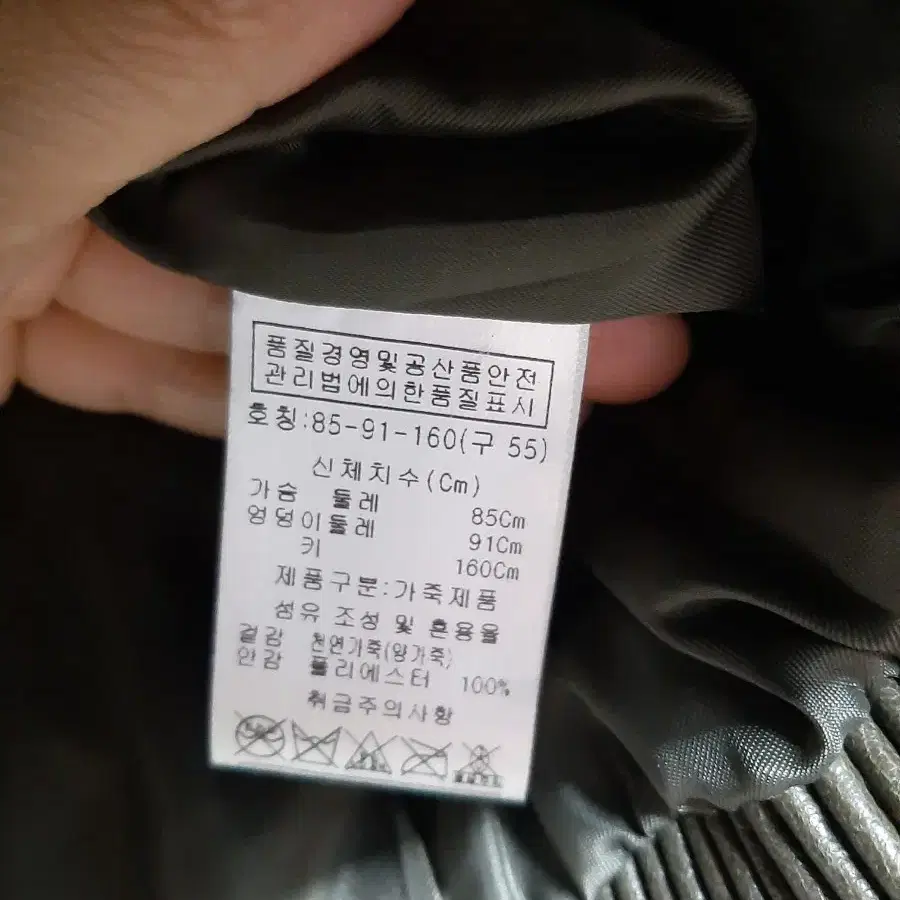 품질경영및공산품안전
관리법에의한품질표시
호칭:85-91-160(구 55)
신체치수(Cm)
가슴 둘레 85Cm
엉덩이둘레 91Cm
키 160Cm
제품구분:가죽제품
섬유 조성 및 혼용율
겉감 천연가죽(양가죽)
안감 폴리에스터 100%
취급주의사항